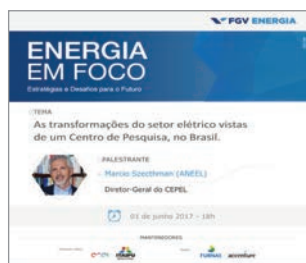 FGV ENERGIA
ENERGIA
EM FOCO
Estratégias e Desafios para o Futuro
TEMA
As transformações do setor elétrico vistas
de um Centro de Pesquisa, no Brasil.
PALESTRANTE
Marcio Szecthman (ANEEL)
Diretor-Geral do CEPEL
01 de junho 2017 - 18h
MANTENEDORES
ITAIPU
FURNAS
accenture